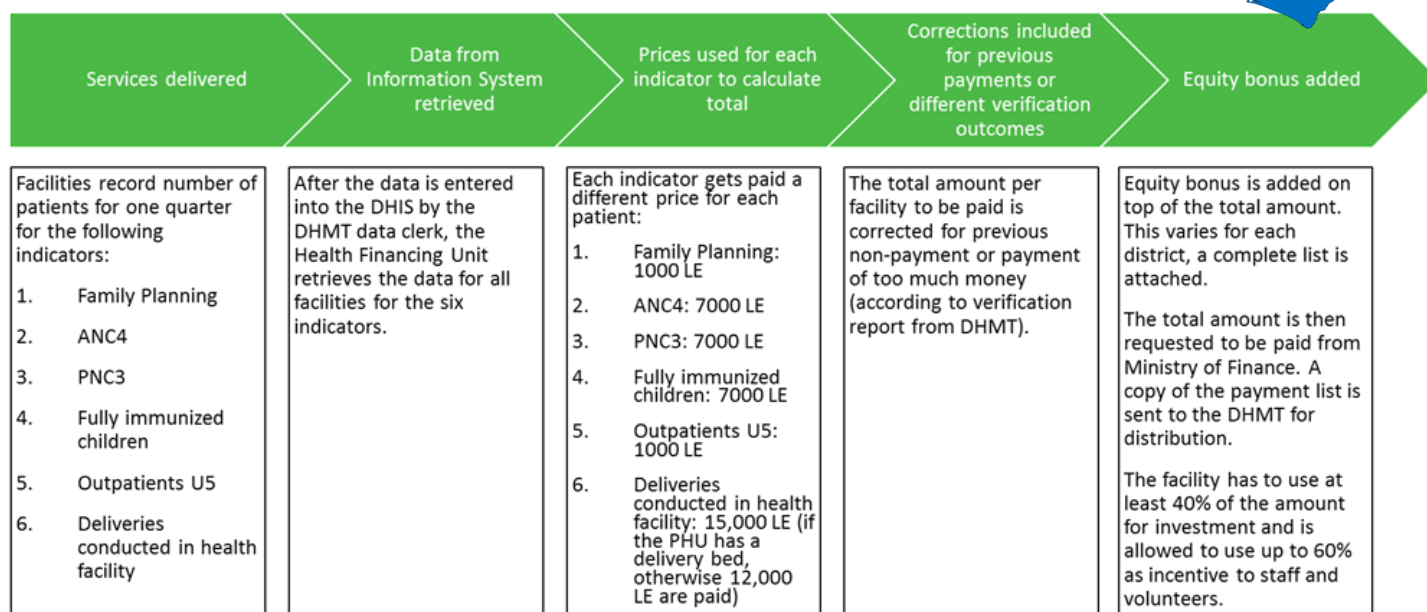 Services delivered
Data from
Information System
retrieved
Prices used for each
indicator to calculate
total
Corrections included
for previous
payments or
different verification
outcomes
Equity bonus added
Facilities record number of
patients for one quarter
for the following
indicators:
1. Family Planning
2. ANC4
3. PNC3
4. Fully immunized
children
5. Outpatients U5
6. Deliveries
conducted in health
facility
After the data is entered
into the DHIS by the
DHMT data clerk, the
Health Financing Unit
retrieves the data for all
facilities for the six
indicators.
Each indicator gets paid a
different price for each
patient:
1. Family Planning:
1000 LE
2. ANC4: 7000 LE
3. PNC3: 7000 LE
4. Fully immunized
children: 7000 LE
5. Outpatients U5:
1000 LE
6. Deliveries
conducted in health
facility: 15,000 LE (if
the PHU has a
delivery bed,
otherwise 12,000
LE are paid)
The total amount per
facility to be paid is
corrected for previous
non-payment or payment
of too much money
(according to verification
report from DHMT).
Equity bonus is added on
top of the total amount.
This varies for each
district, a complete list is
attached.
The total amount is then
requested to be paid from
Ministry of Finance. A
copy of the payment list is
sent to the DHMT for
distribution.
The facility has to use at
least 40% of the amount
for investment and is
allowed to use up to 60%
as incentive to staff and
volunteers.